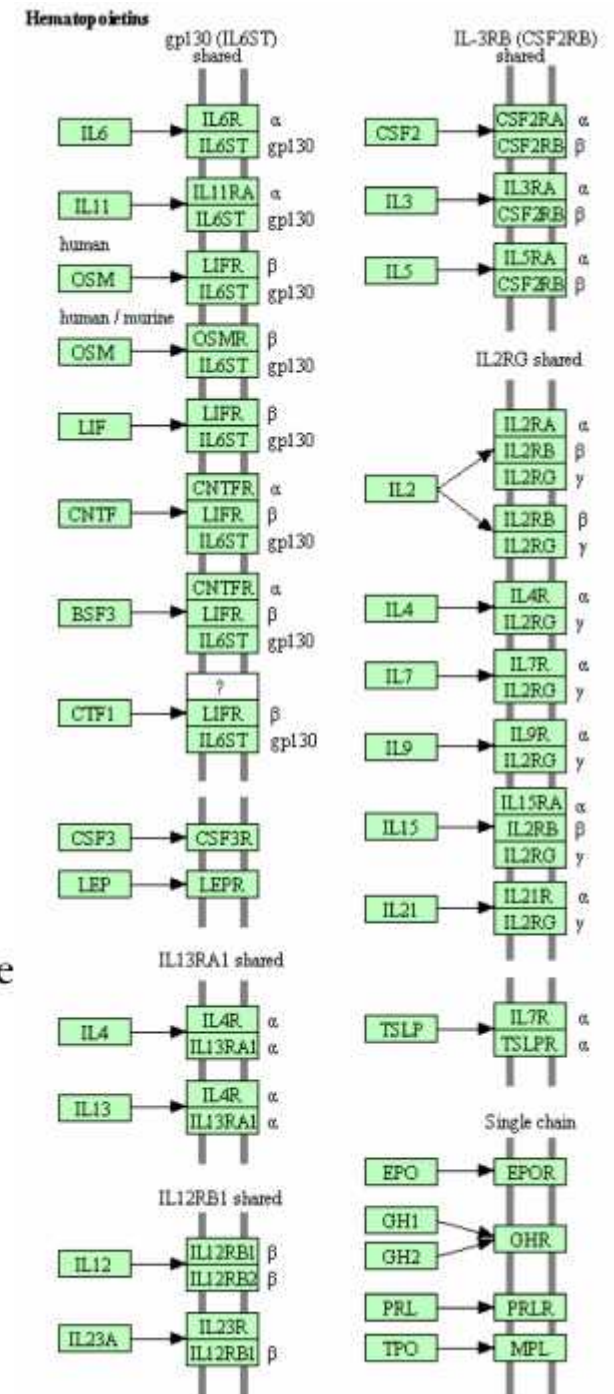 Hematopoietins
gp130 (IL6ST)
shared
IL6
IL6R α
IL6ST gp130
IL11
IL11RA α
IL6ST gp130
human
OSM
LIFR β
IL6ST gp130
human / murine
OSM
OSMR β
IL6ST gp130
LIF
LIFR β
IL6ST gp130
CNTF
CNTFR α
LIFR β
IL6ST gp130
BSF3
CNTFR α
LIFR β
IL6ST gp130
CTF1
?
LIFR β
IL6ST gp130
CSF3
CSF3R
LEP
LEPR
e
IL13RA1 shared
IL4
IL4R α
IL13RA1 α
IL13
IL4R α
IL13RA1 α
IL12RB1 shared
IL12
IL12RB1 β
IL12RB2 β
IL23A
IL23R
IL12RB1 β
IL-3RB (CSF2RB)
shared
CSF2
CSF2RA α
CSF2RB β
IL3
IL3RA α
CSF2RB β
IL5
IL5RA α
CSF2RB β
IL2RG shared
IL2
IL2RA α
IL2RB β
IL2RG γ
IL2RB β
IL2RG γ
IL4
IL4R α
IL2RG γ
IL7
IL7R α
IL2RG γ
IL9
IL9R α
IL2RG γ
IL15
IL15RA α
IL2RB β
IL2RG γ
IL21
IL21R α
IL2RG γ
TSLP
IL7R α
TSLPR α
Single chain
EPO
EPOR
GH1
GH2
GHR
PRL
PRLR
TPO
MPL